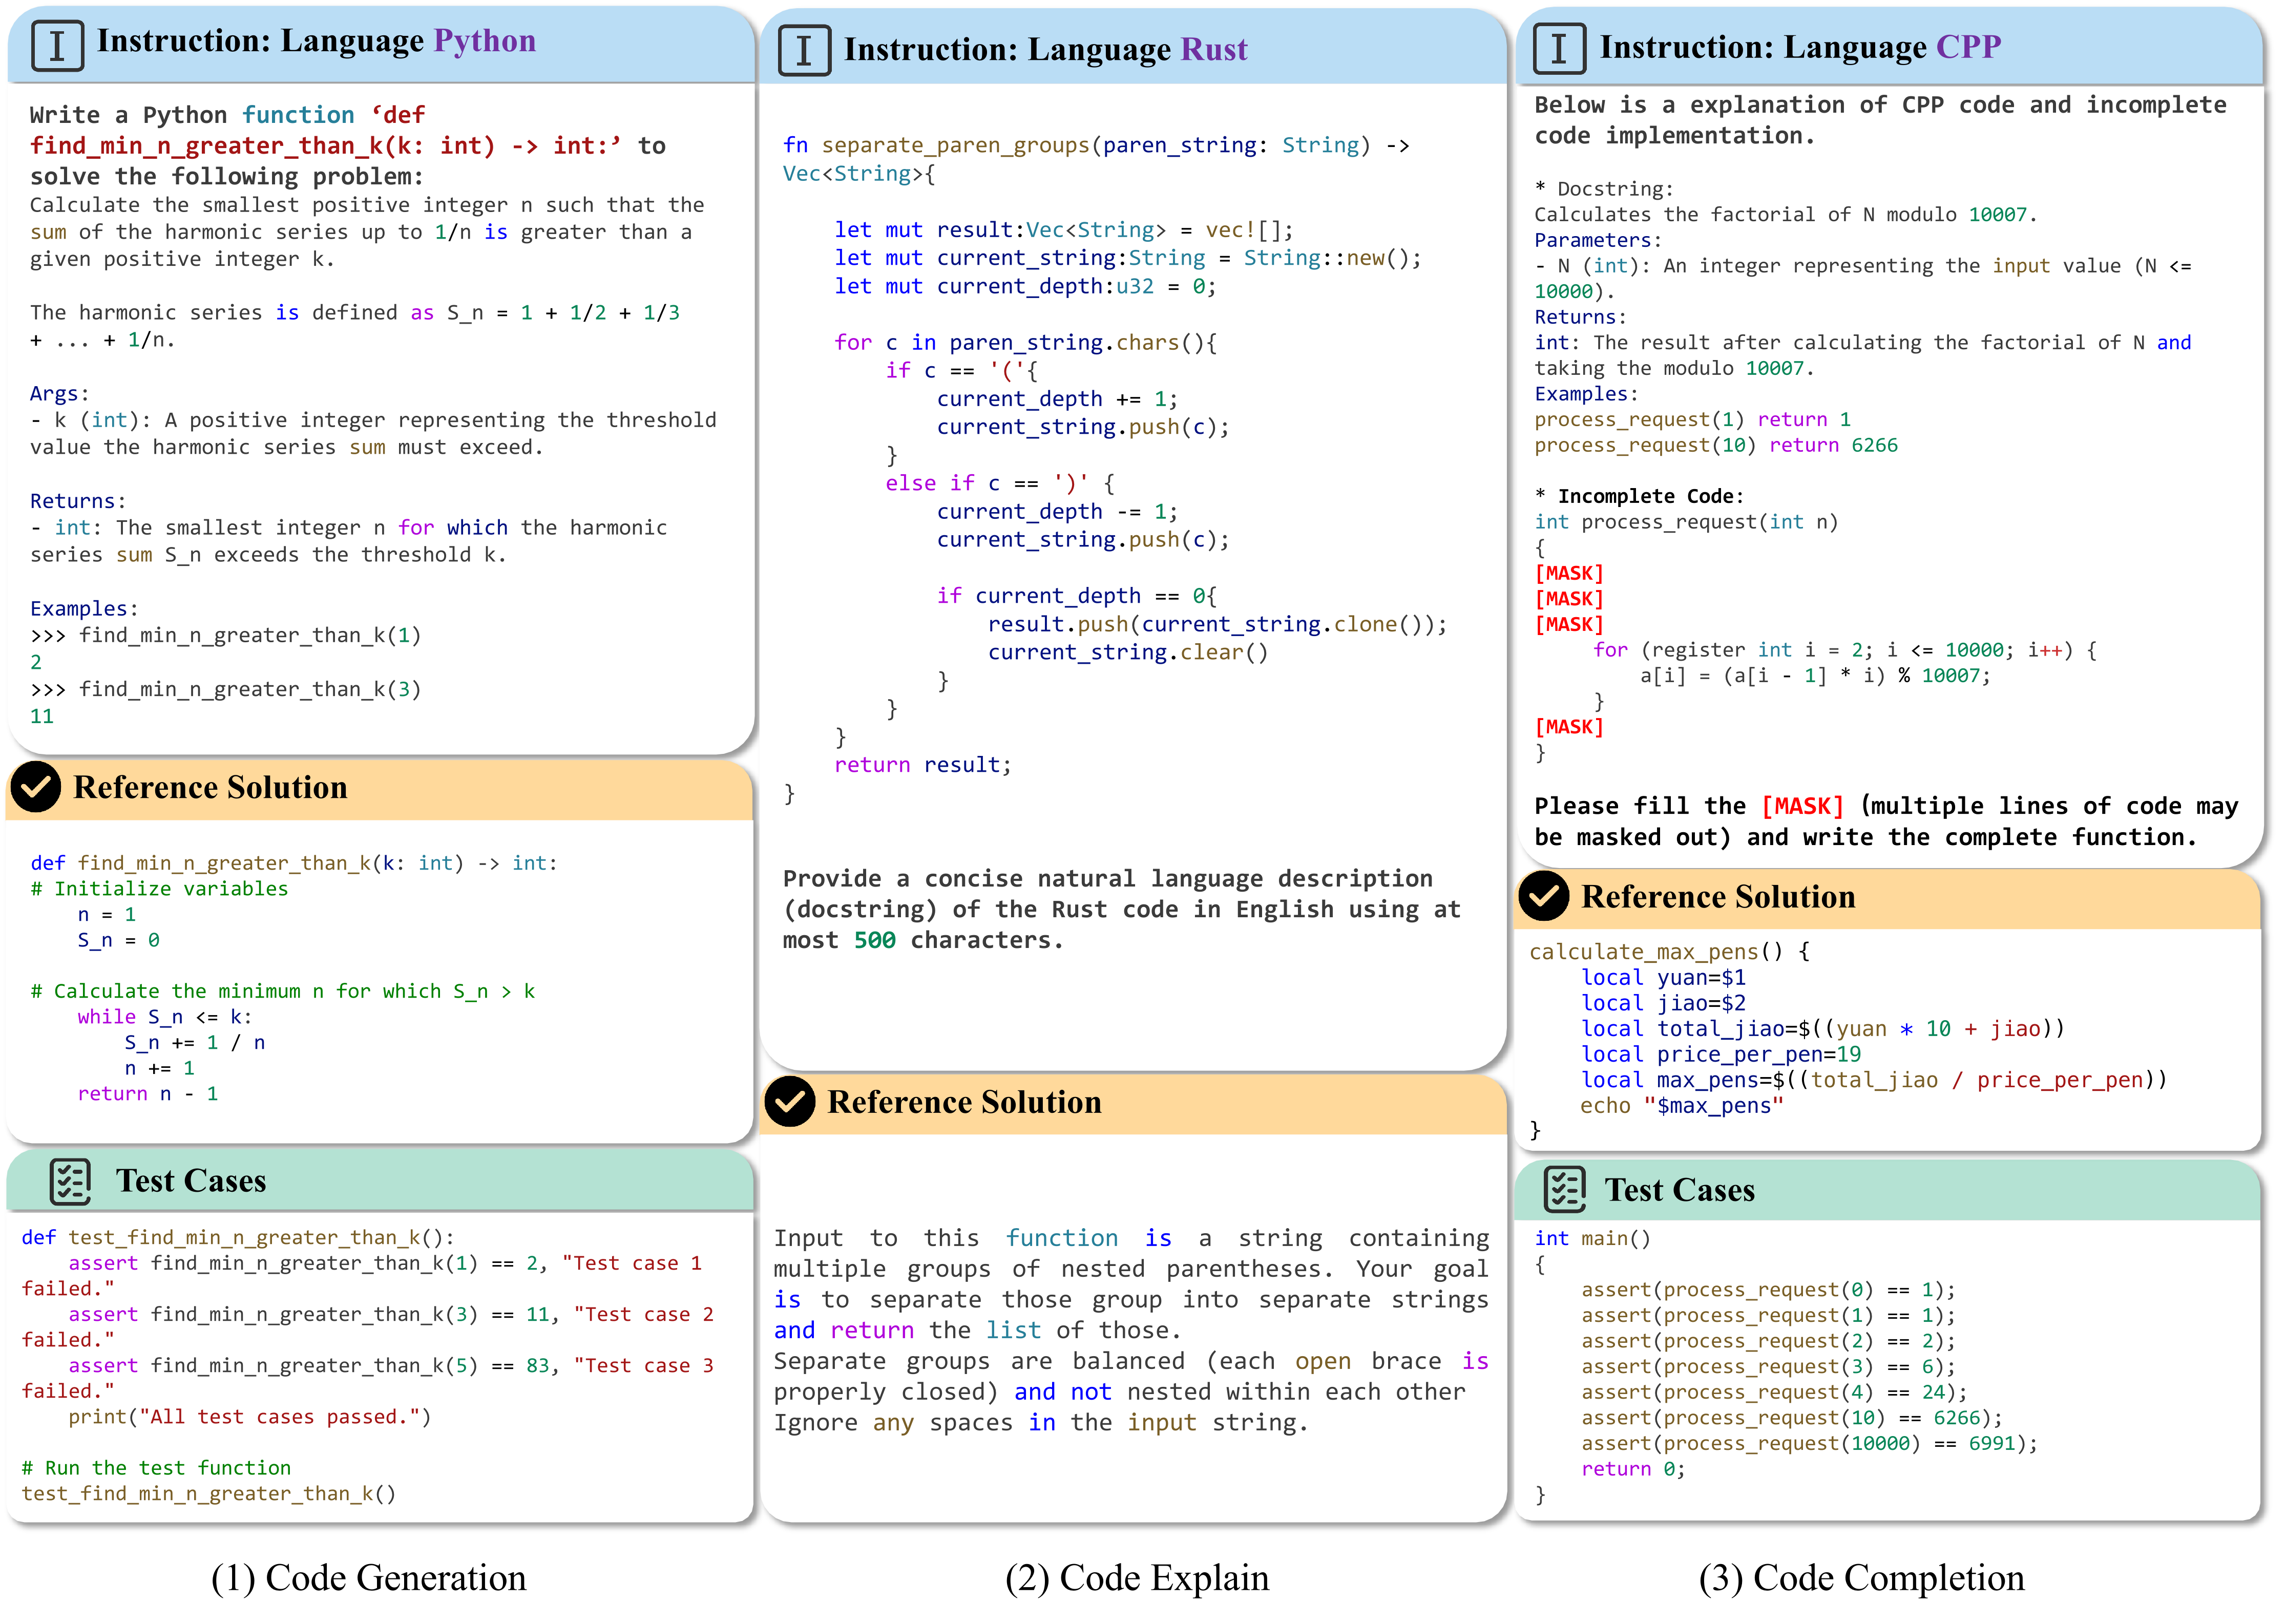 Instruction: Language Python
Write a Python function ‘def
find_min_n_greater_than_k(k: int) -> int:’ to
solve the following problem:
Calculate the smallest positive integer n such that the
sum of the harmonic series up to 1/n is greater than a
given positive integer k.
The harmonic series is defined as S_n = 1 + 1/2 + 1/3
+ ... + 1/n.
Args:
- k (int): A positive integer representing the threshold
value the harmonic series sum must exceed.
Returns:
- int: The smallest integer n for which the harmonic
series sum S_n exceeds the threshold k.
Examples:
>>> find_min_n_greater_than_k(1)
2
>>> find_min_n_greater_than_k(3)
11
Reference Solution
def find_min_n_greater_than_k(k: int) -> int:
# Initialize variables
    n = 1
    S_n = 0
# Calculate the minimum n for which S_n > k
    while S_n <= k:
        S_n += 1 / n
        n += 1
    return n - 1
Test Cases
def test_find_min_n_greater_than_k():
    assert find_min_n_greater_than_k(1) == 2, "Test case 1
failed."
    assert find_min_n_greater_than_k(3) == 11, "Test case 2
failed."
    assert find_min_n_greater_than_k(5) == 83, "Test case 3
failed."
    print("All test cases passed.")
# Run the test function
test_find_min_n_greater_than_k()
(1) Code Generation
Instruction: Language Rust
fn separate_paren_groups(paren_string: String) ->
Vec<String>{
    let mut result:Vec<String> = vec![];
    let mut current_string:String = String::new();
    let mut current_depth:u32 = 0;
    for c in paren_string.chars(){
        if c == '('{
            current_depth += 1;
            current_string.push(c);
        }
        else if c == ')' {
            current_depth -= 1;
            current_string.push(c);
            if current_depth == 0{
                result.push(current_string.clone());
                current_string.clear()
            }
        }
    }
    return result;
}
Provide a concise natural language description
(docstring) of the Rust code in English using at
most 500 characters.
Reference Solution
Input to this function is a string containing
multiple groups of nested parentheses. Your goal
is to separate those group into separate strings
and return the list of those.
Separate groups are balanced (each open brace is
properly closed) and not nested within each other
Ignore any spaces in the input string.
(2) Code Explain
Instruction: Language CPP
Below is a explanation of CPP code and incomplete
code implementation.
* Docstring:
Calculates the factorial of N modulo 10007.
Parameters:
- N (int): An integer representing the input value (N <=
10000).
Returns:
int: The result after calculating the factorial of N and
taking the modulo 10007.
Examples:
process_request(1) return 1
process_request(10) return 6266
* Incomplete Code:
int process_request(int n)
{
[MASK]
[MASK]
[MASK]
     for (register int i = 2; i <= 10000; i++) {
         a[i] = (a[i - 1] * i) % 10007;
     }
[MASK]
}
Please fill the [MASK] (multiple lines of code may
be masked out) and write the complete function.
Reference Solution
calculate_max_pens() {
    local yuan=$1
    local jiao=$2
    local total_jiao=$((yuan * 10 + jiao))
    local price_per_pen=19
    local max_pens=$((total_jiao / price_per_pen))
    echo "$max_pens"
}
Test Cases
int main()
{
    assert(process_request(0) == 1);
    assert(process_request(1) == 1);
    assert(process_request(2) == 2);
    assert(process_request(3) == 6);
    assert(process_request(4) == 24);
    assert(process_request(10) == 6266);
    assert(process_request(10000) == 6991);
    return 0;
}
(3) Code Completion